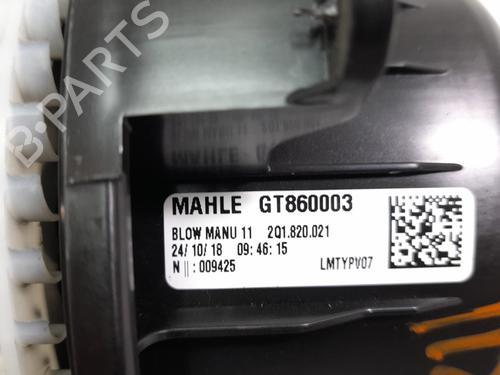 B-PARTS
MAHLE GT860003
BLOW MANU 11 2Q1.820.021
24/10/18 09:46:15
N||:009425 LMTYPV07